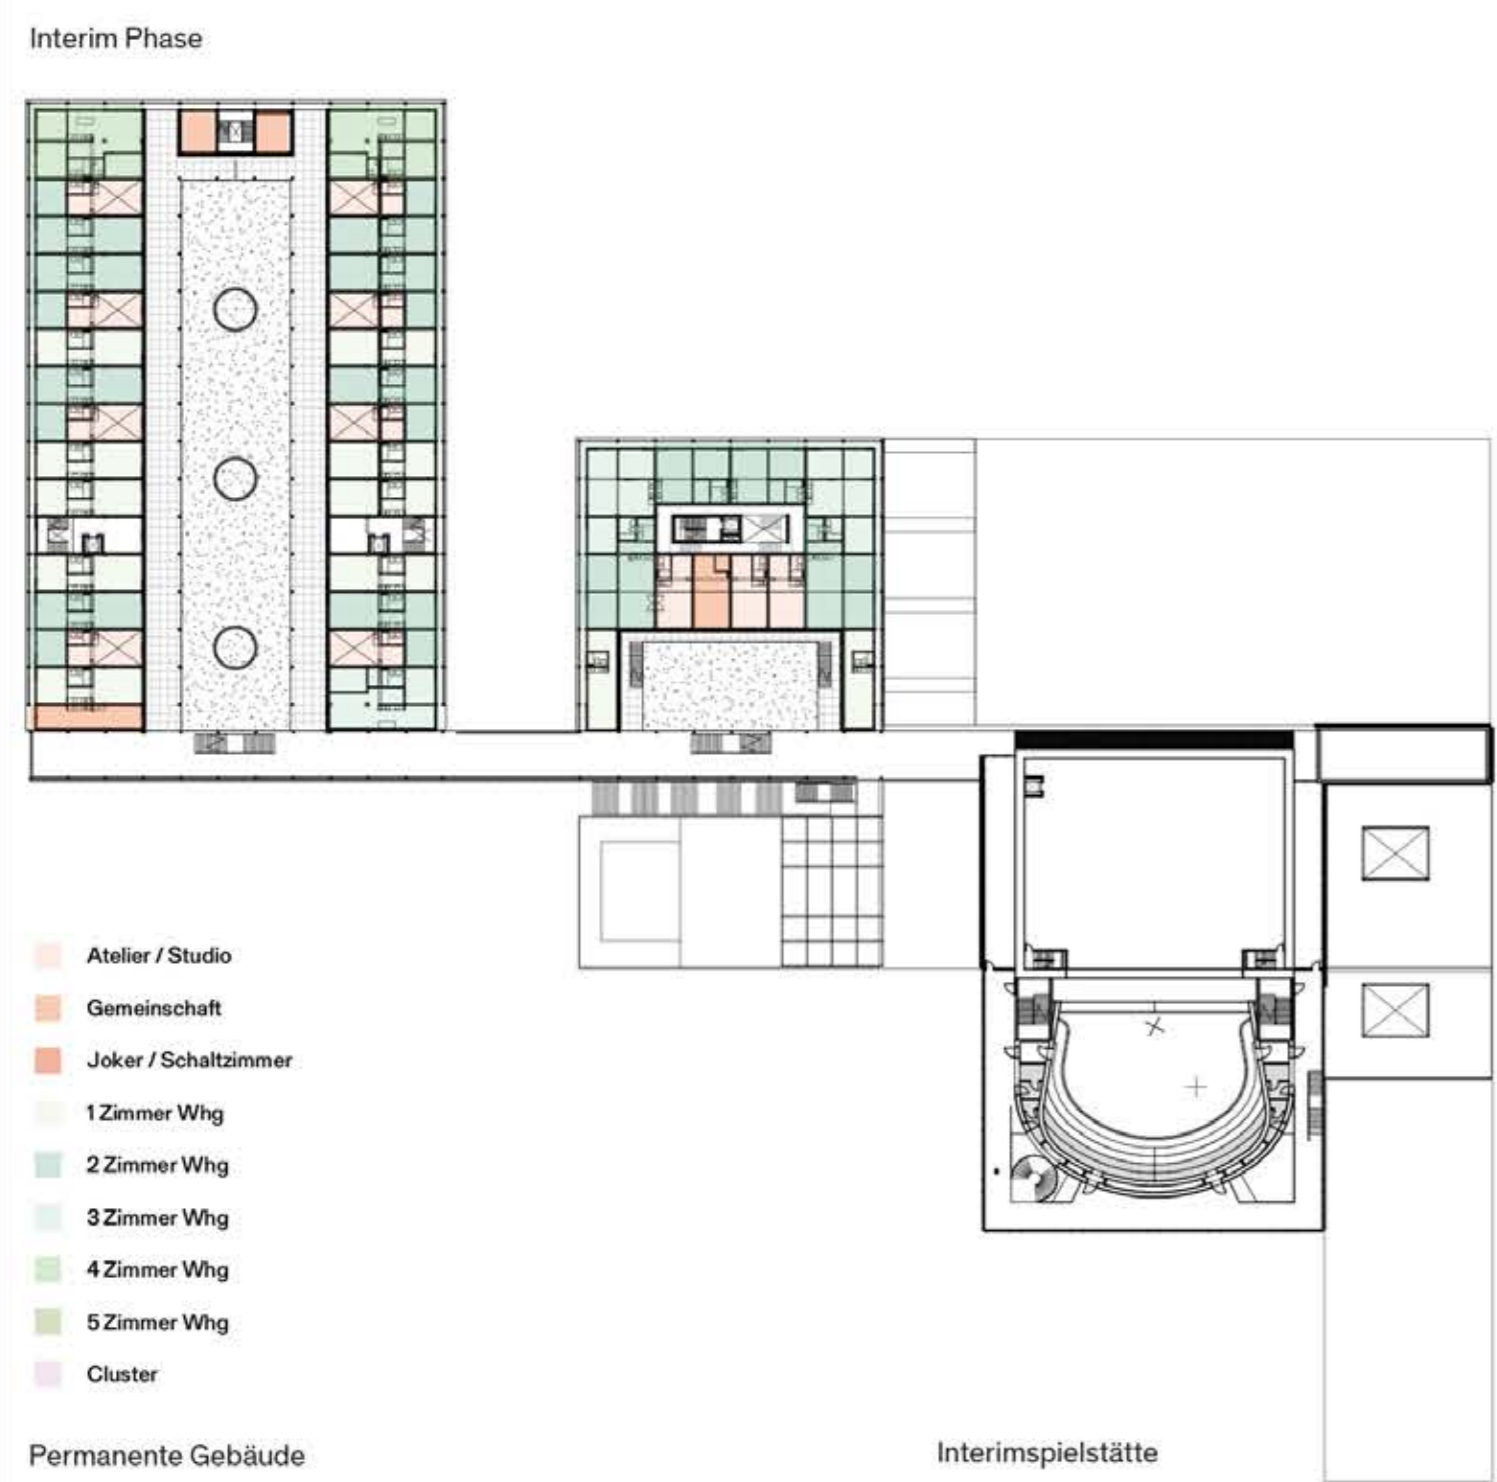 Interim Phase
Atelier / Studio
Gemeinschaft
Joker / Schaltzimmer
1 Zimmer Whg
2 Zimmer Whg
3 Zimmer Whg
4 Zimmer Whg
5 Zimmer Whg
Cluster
Permanente Gebäude
Interimspielstätte